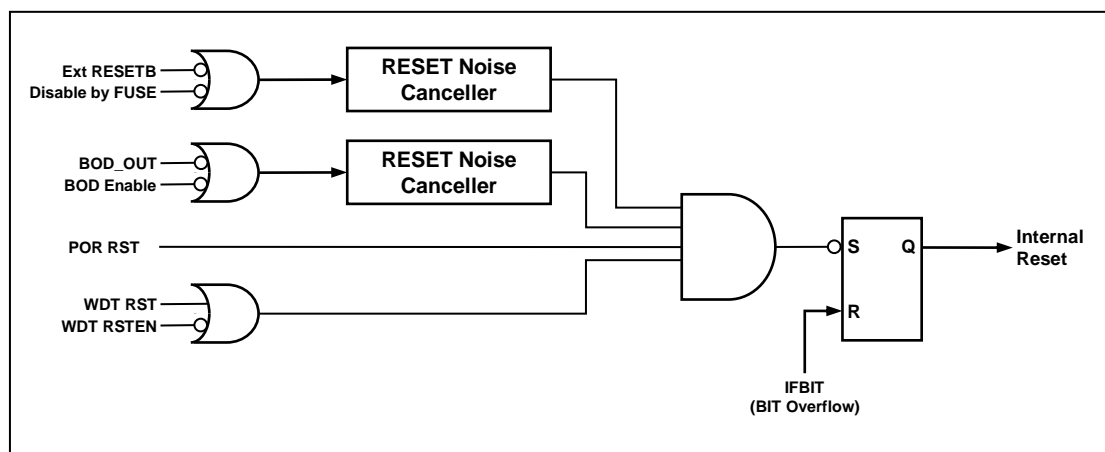 Ext RESETB
Disable by FUSE
RESET Noise
Canceller
BOD_OUT
BOD Enable
RESET Noise
Canceller
POR RST
WDT RST
WDT RSTEN
S
Q
R
Internal
Reset
IFBIT
(BIT Overflow)